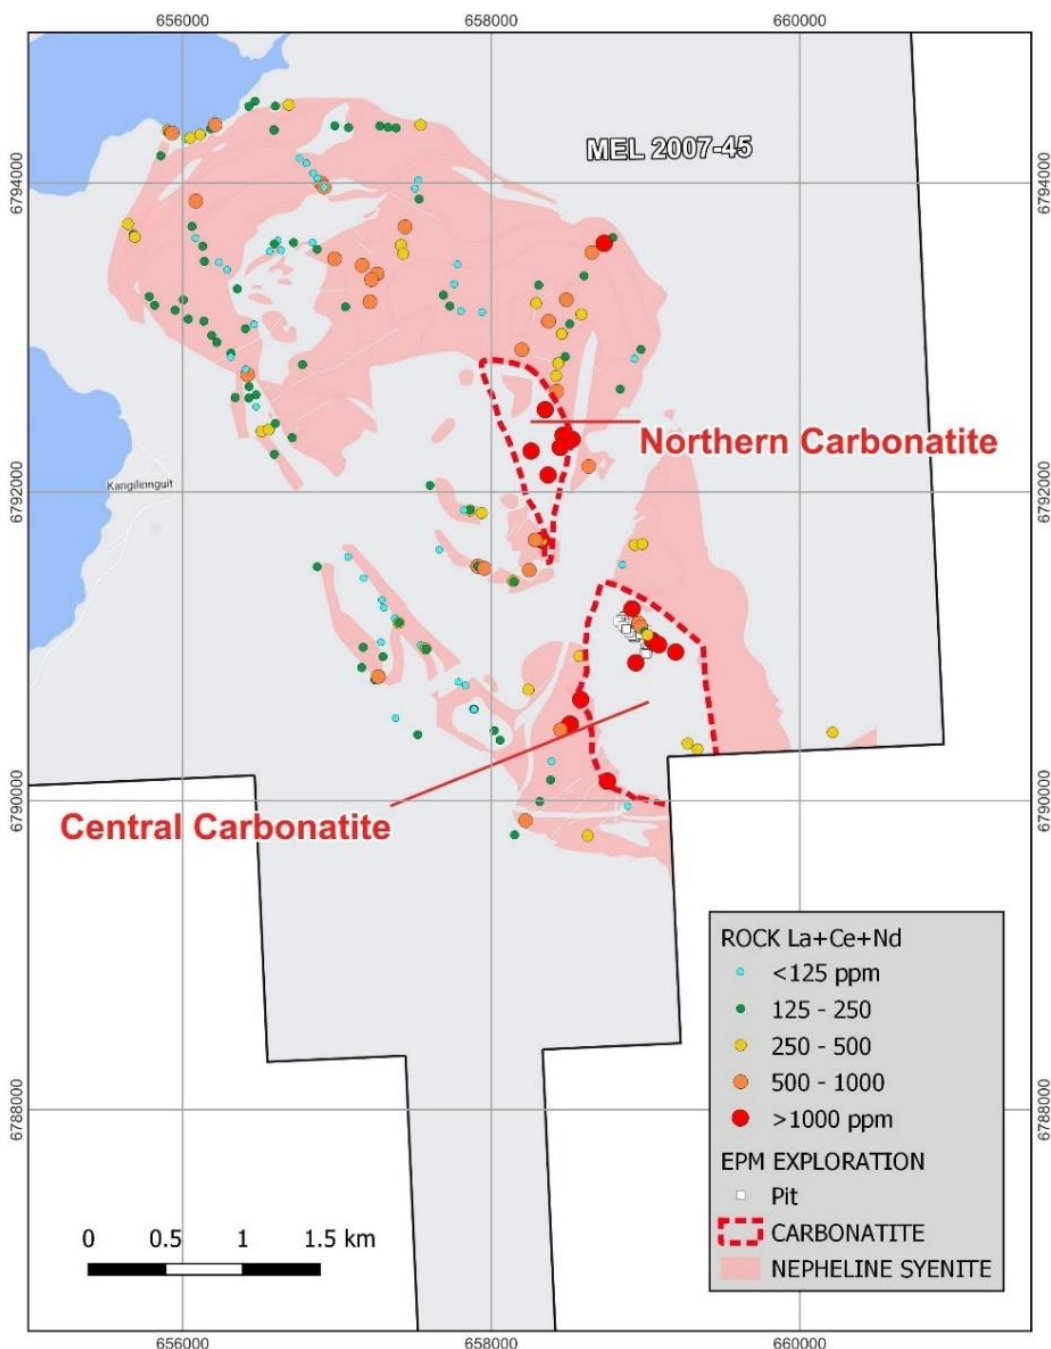 656000 658000 660000
MEL 2007-45
6794000 6794000
Northern Carbonatite
Kangilinnguit
6792000 6792000
6790000 6790000
Central Carbonatite
ROCK La+Ce+Nd
<125 ppm
125 - 250
250 - 500
500 - 1000
>1000 ppm
EPM EXPLORATION
Pit
CARBONATITE
NEPHELINE SYENITE
6788000 6788000
0 0.5 1 1.5 km
656000 658000 660000